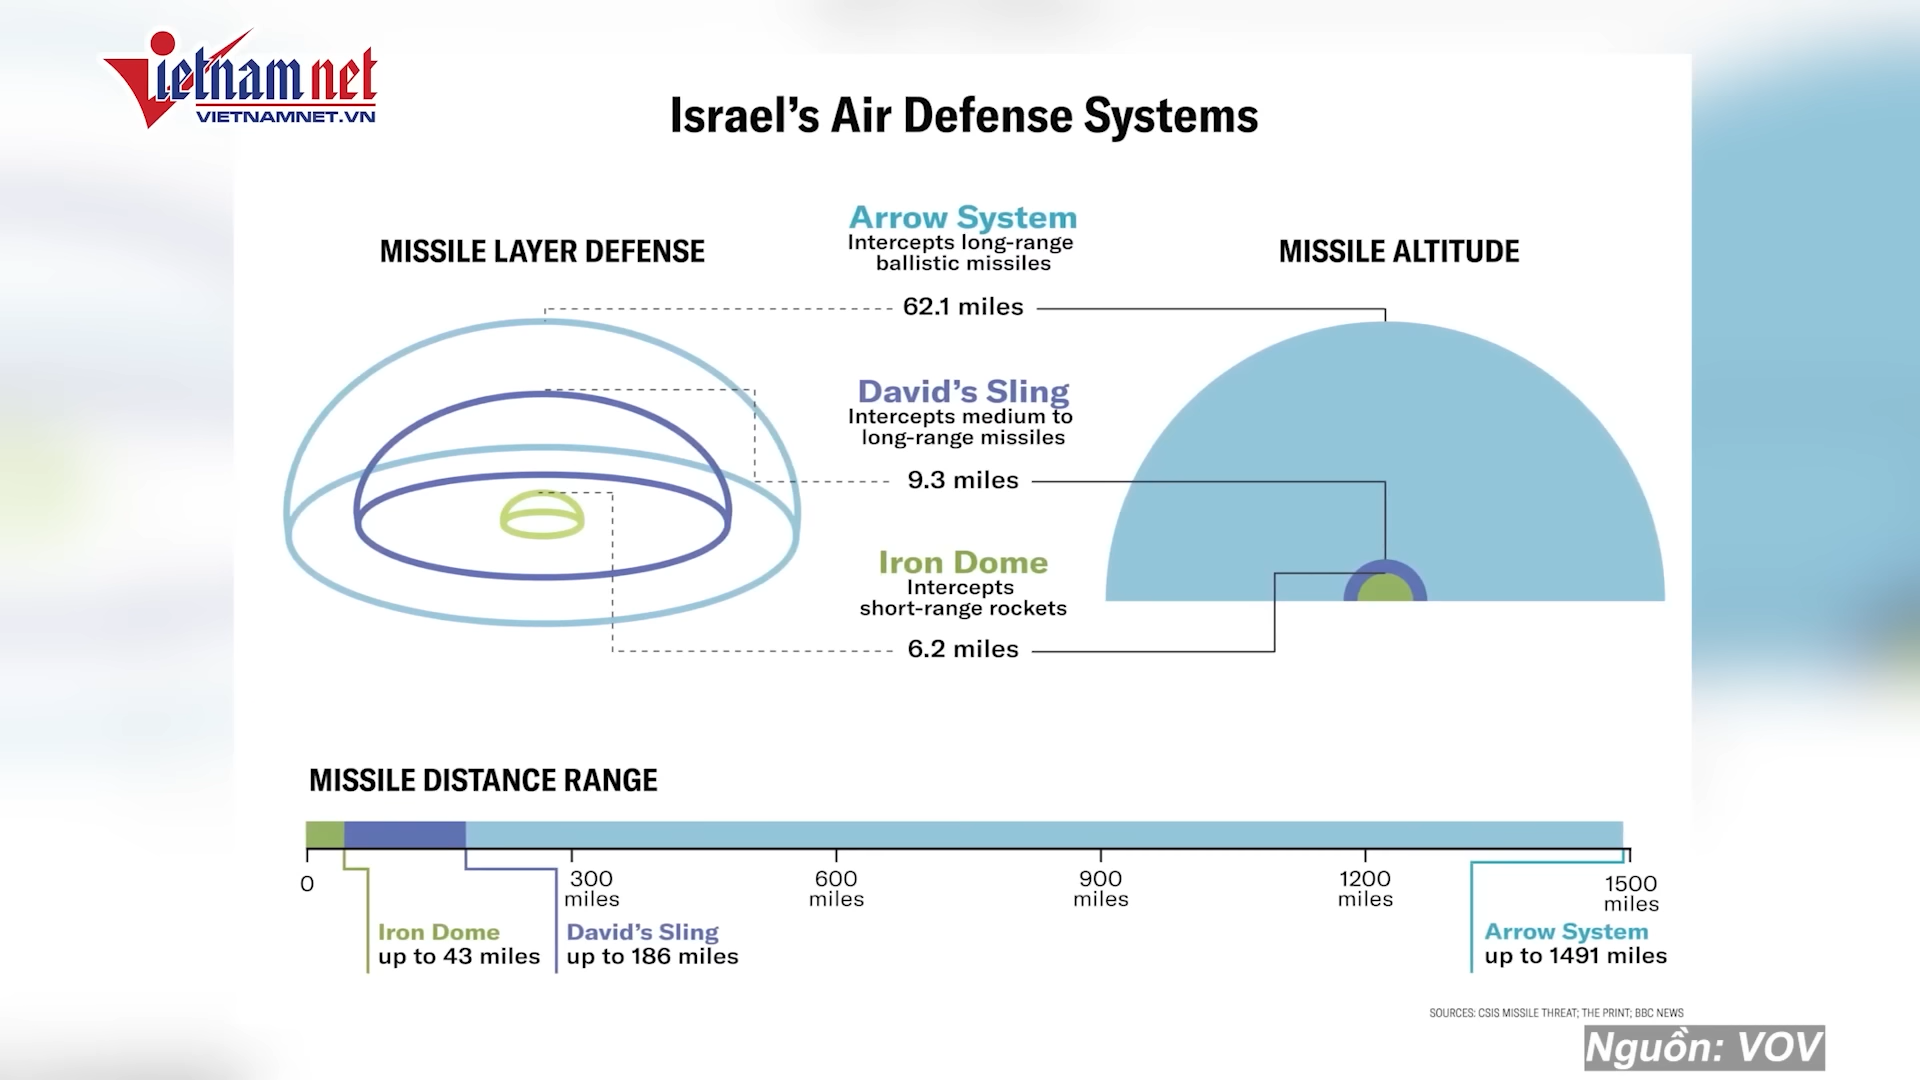 Vietnamnet
VIETNAMNET.VN
Israel's Air Defense Systems
MISSILE LAYER DEFENSE
Arrow System
Intercepts long-range
ballistic missiles
62.1 miles
MISSILE ALTITUDE
David's Sling
Intercepts medium to
long-range missiles
9.3 miles
Iron Dome
Intercepts
short-range rockets
6.2 miles
MISSILE DISTANCE RANGE
0
300
miles
600
miles
900
miles
1200
miles
1500
miles
Iron Dome
up to 43 miles
David's Sling
up to 186 miles
Arrow System
up to 1491 miles
SOURCES: CSIS MISSILE THREAT; THE PRINT; BBC NEWS
Nguồn: VOV